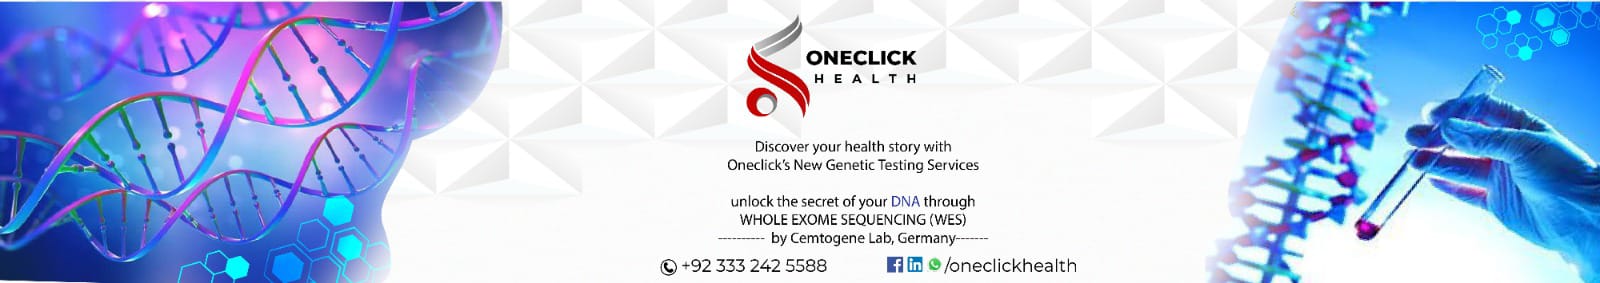 ONECLICK
HEALTH
Discover your health story with
Oneclick's New Genetic Testing Services
unlock the secret of your DNA through
WHOLE EXOME SEQUENCING (WES)
---------- by Cemtogene Lab, Germany-------
+92 333 242 5588 /oneclickhealth